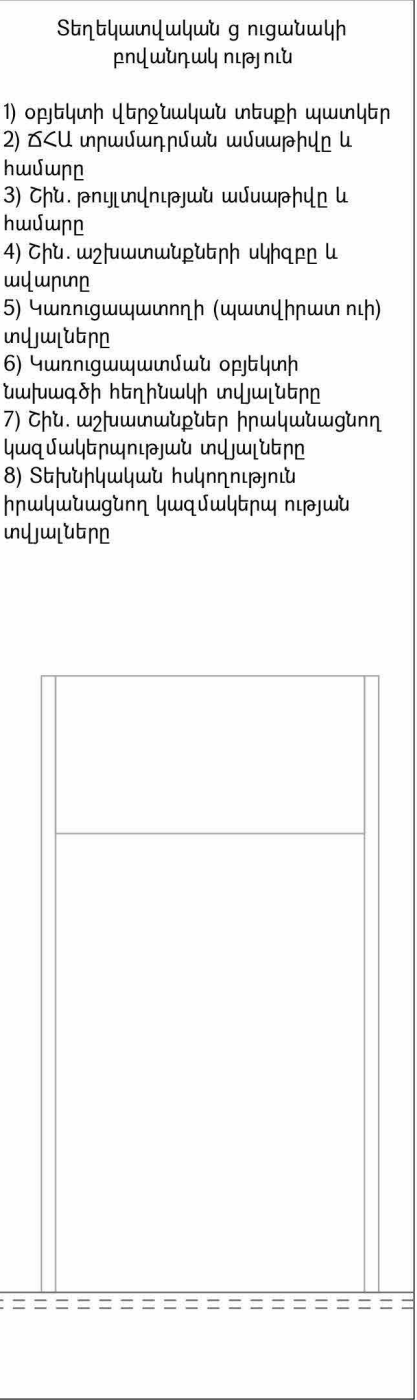 Տեղեկատվական ցուցանակի
բովանդակություն
1) օբյեկտի վերջնական տեսքի պատկեր
2) ՃՀԱ տրամադրման ամսաթիվը և
համարը
3) Շին. թույլտվության ամսաթիվը և
համարը
4) Շին. աշխատանքների սկիզբը և
ավարտը
5) Կառուցապատողի (պատվիրատուի)
տվյալները
6) Կառուցապատման օբյեկտի
նախագծի հեղինակի տվյալները
7) Շին. աշխատանքներ իրականացնող
կազմակերպության տվյալները
8) Տեխնիկական հսկողություն
իրականացնող կազմակերպության
տվյալները